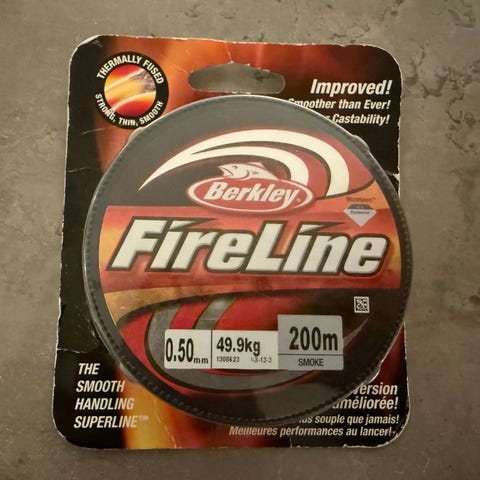 THERMALLY FUSED
STRONG, THIN, SMOOTH
Improved!
Smoother than Ever!
Castability!
Berkley
FireLine
0.50mm
49.9kg
1308623
200m
SMOKE
THE
SMOOTH
HANDLING
SUPERLINE™
version
améliorée!
lus souple que jamais!
Meilleures performances au lancer!